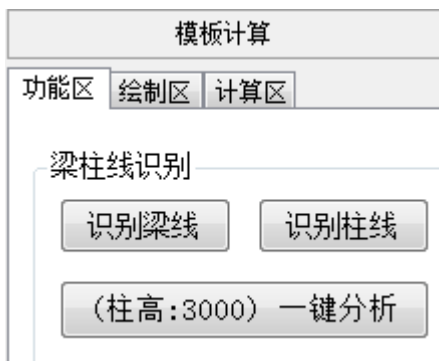 模板计算
功能区 绘制区 计算区
梁柱线识别
识别梁线 识别柱线
(柱高:3000) 一键分析